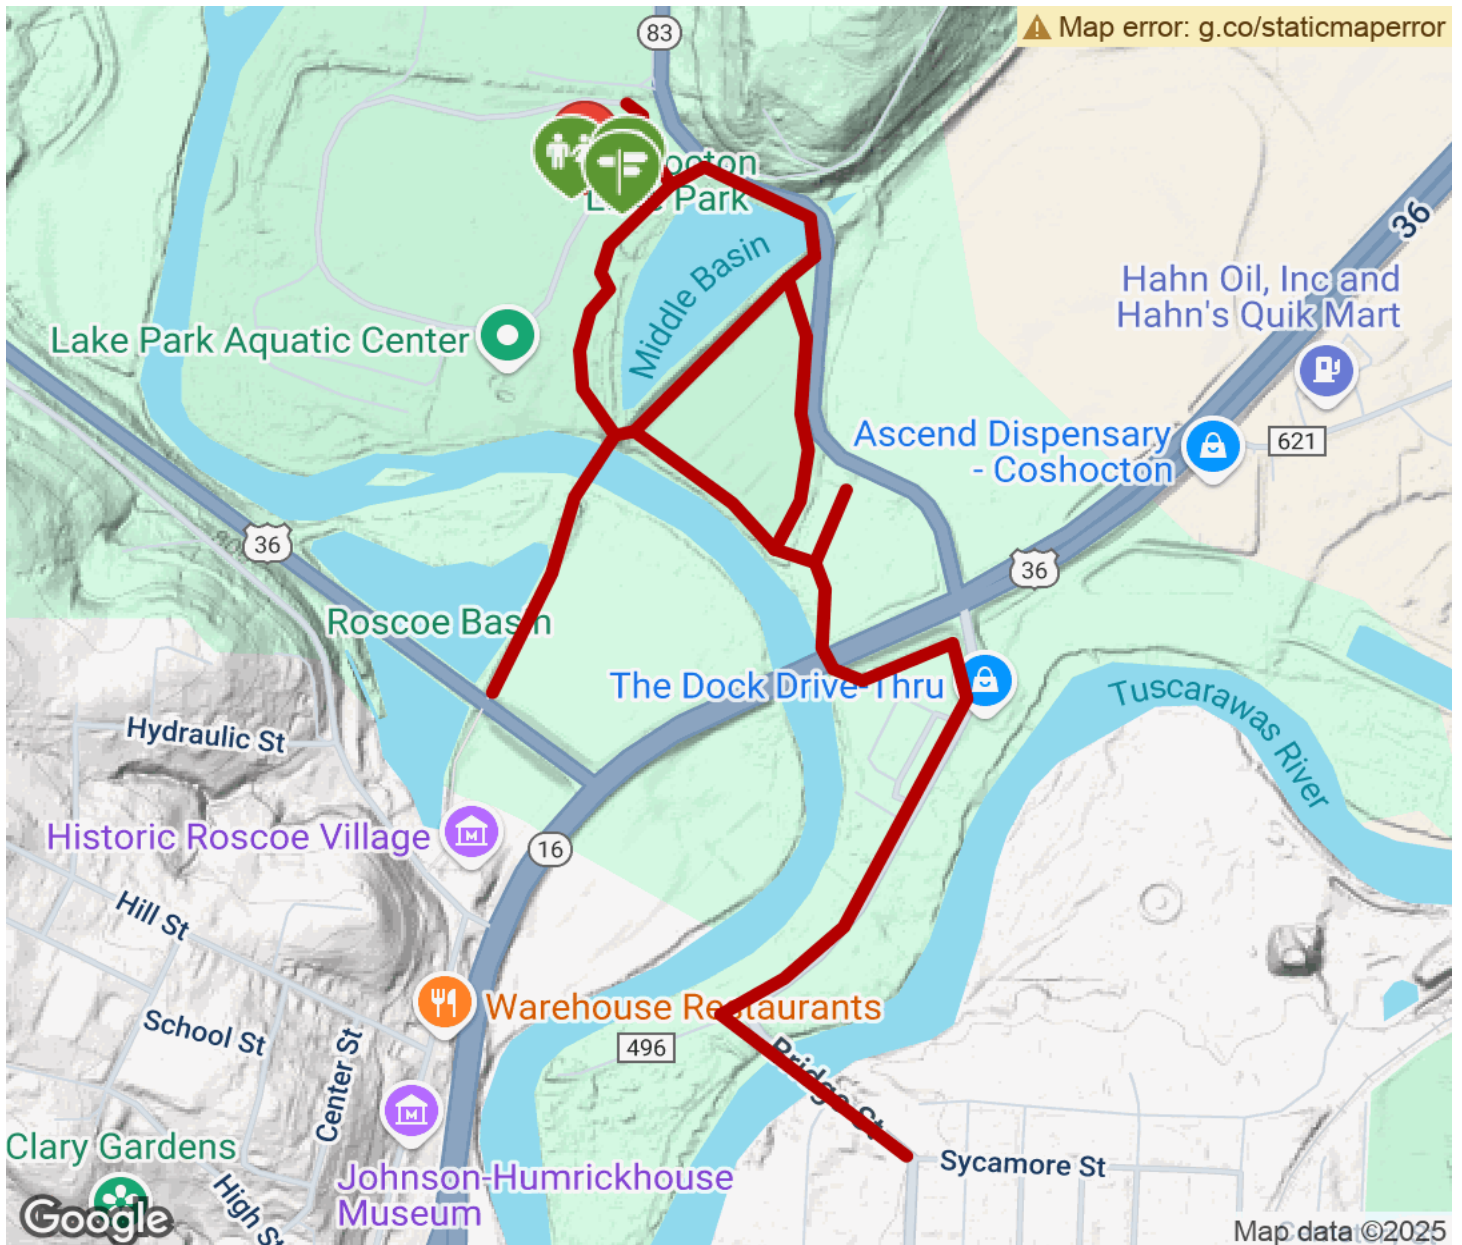 83
Map error: g.co/staticmaperror
Park
Middle Basin
36
Hahn Oil, Inc and
Hahn's Quik Mart
Lake Park Aquatic Center
Ascend Dispensary
- Coshocton
621
36
36
Roscoe Basin
The Dock Drive-Thru
Tuscarawas River
Hydraulic St
Historic Roscoe Village
16
Hill St
Warehouse Restaurants
School St
Center St
496
Bridge St
Clary Gardens
Sycamore St
Johnson-Humrickhouse
Museum
High St
Google
Map data ©2025